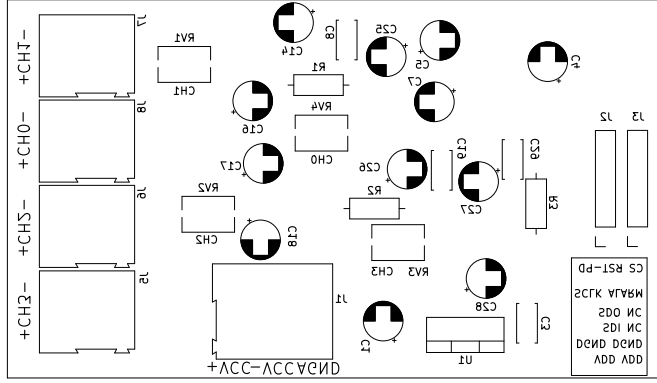 J7
+CH1-
RV1
CH1
C14
C8
C25
C5
C4
R1
C7
J8
+CH0-
C16
RV4
CH0
J2
J3
C17
C26
C19
C29
C27
J6
+CH2-
RV2
CH2
R2
R3
C18
CH3
RV3
J5
+CH3-
J1
+VCC-VCCAGND
C1
C28
C3
U1
CS RST-PD
SCLK ALARM
SDO NC
SDI NC
DGND DGND
VDD VDD